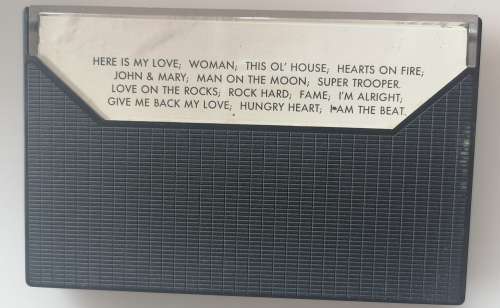 HERE IS MY LOVE; WOMAN; THIS OL' HOUSE; HEARTS ON FIRE;
JOHN & MARY; MAN ON THE MOON; SUPER TROOPER.
LOVE ON THE ROCKS; ROCK HARD; FAME; I'M ALRIGHT;
GIVE ME BACK MY LOVE; HUNGRY HEART; I AM THE BEAT.